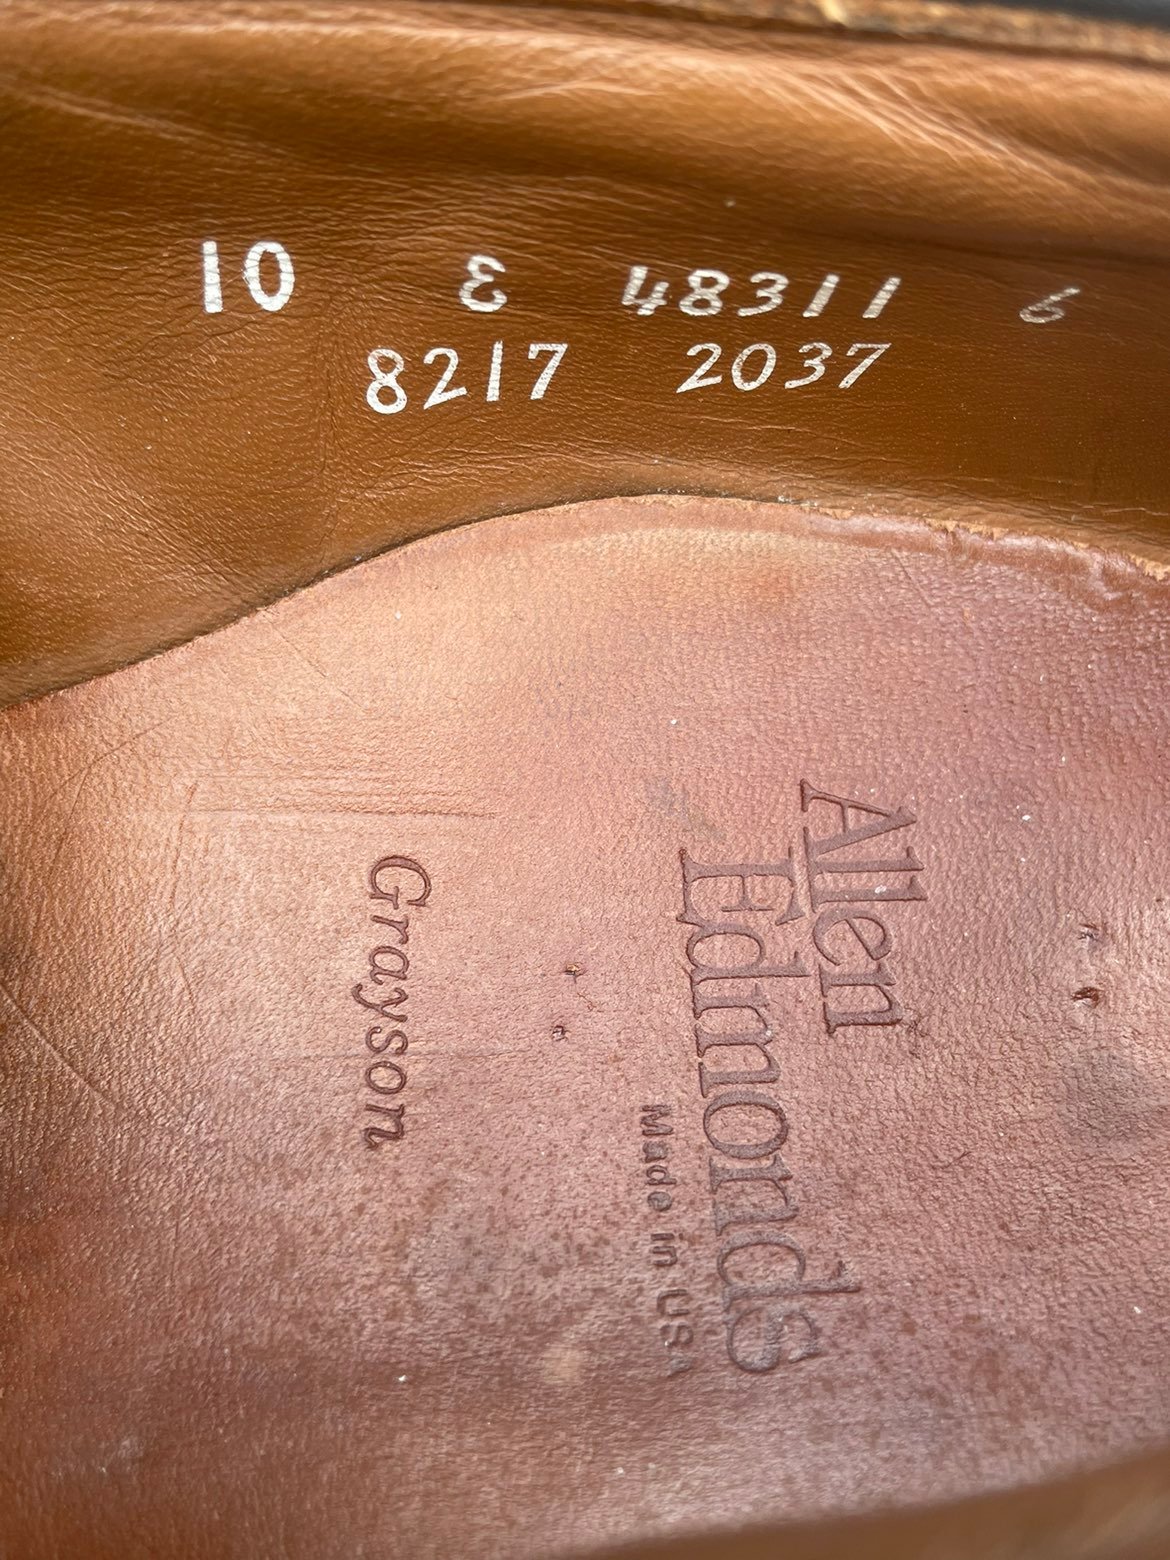 10 E 48311 6
8217 2037
Allen
Edmonds
Made in USA
Grayson